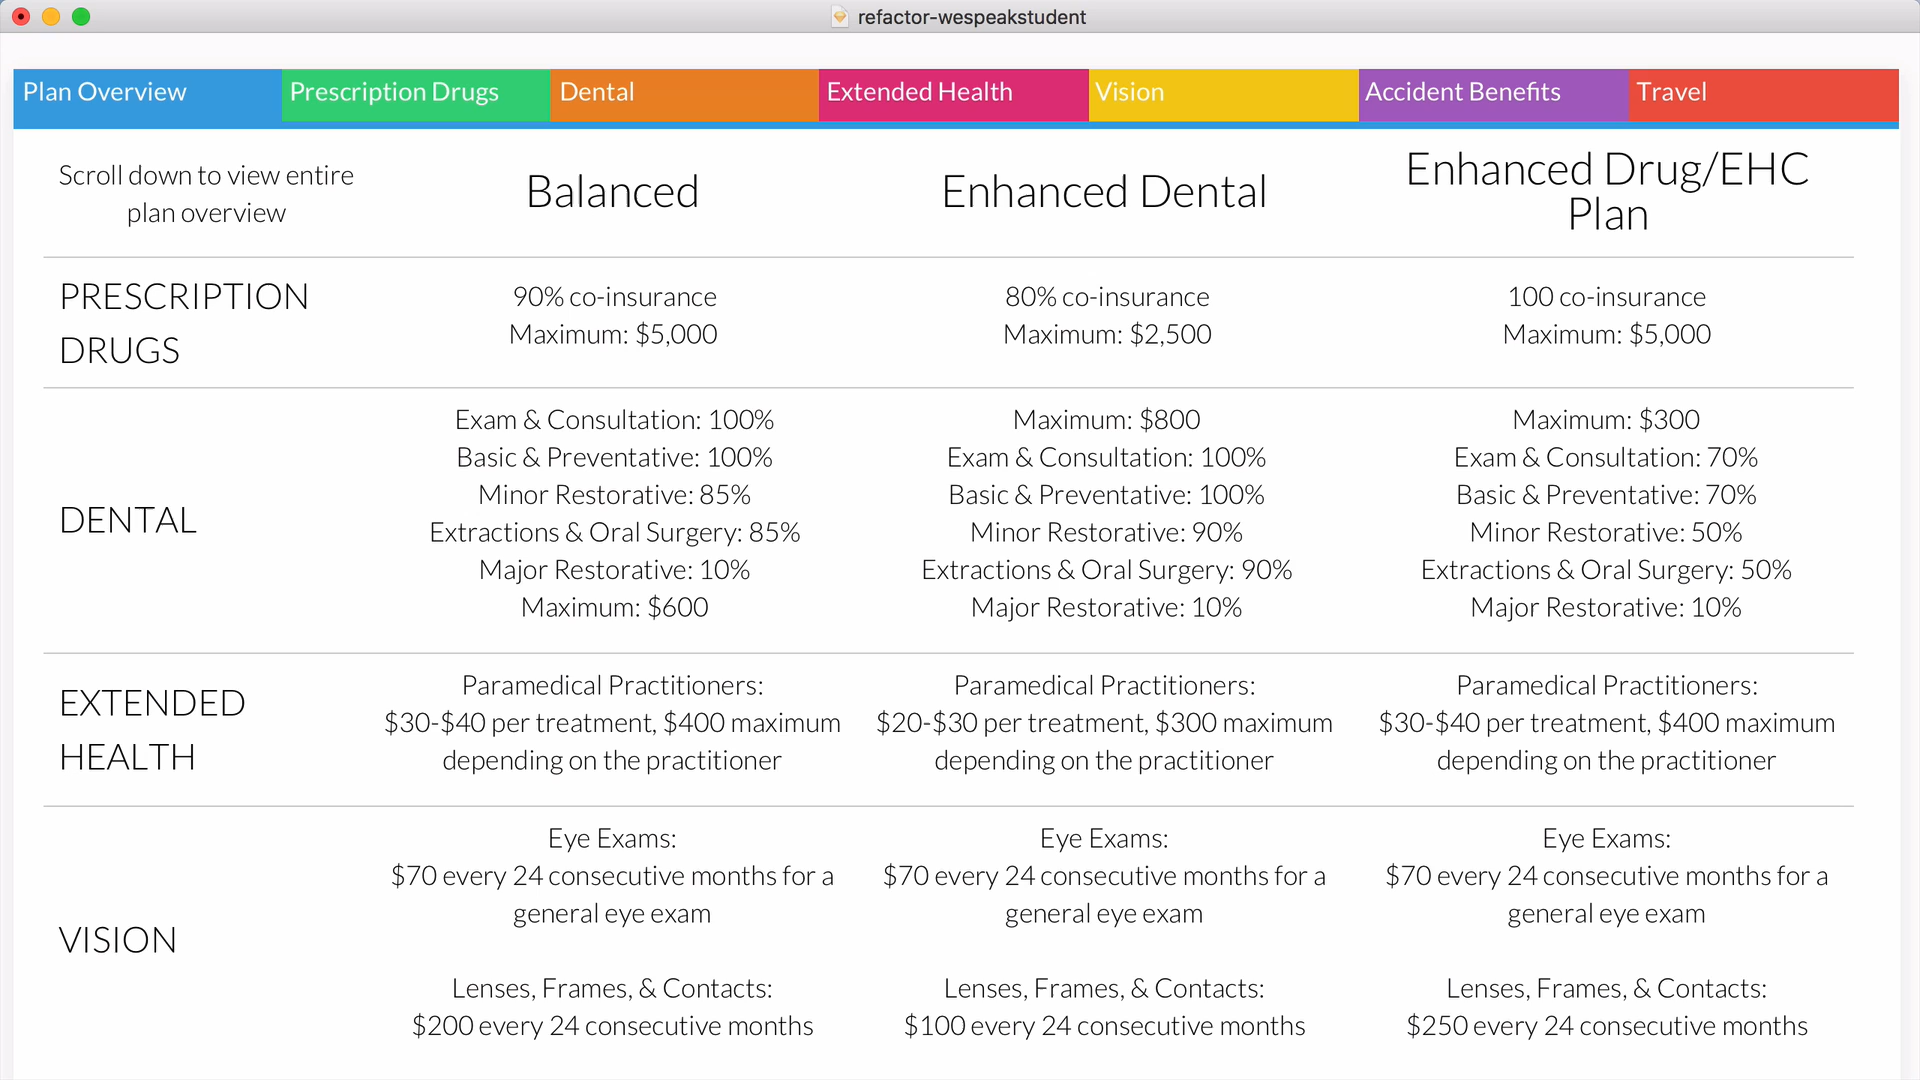 refactor-wespeakstudent
Plan Overview
Prescription Drugs
Dental
Extended Health
Vision
Accident Benefits
Travel
Scroll down to view entire
plan overview
Balanced
Enhanced Dental
Enhanced Drug/EHC
Plan
PRESCRIPTION
DRUGS
90% co-insurance
Maximum: $5,000
80% co-insurance
Maximum: $2,500
100 co-insurance
Maximum: $5,000
DENTAL
Exam & Consultation: 100%
Basic & Preventative: 100%
Minor Restorative: 85%
Extractions & Oral Surgery: 85%
Major Restorative: 10%
Maximum: $600
Maximum: $800
Exam & Consultation: 100%
Basic & Preventative: 100%
Minor Restorative: 90%
Extractions & Oral Surgery: 90%
Major Restorative: 10%
Maximum: $300
Exam & Consultation: 70%
Basic & Preventative: 70%
Minor Restorative: 50%
Extractions & Oral Surgery: 50%
Major Restorative: 10%
EXTENDED
HEALTH
Paramedical Practitioners:
$30-$40 per treatment, $400 maximum
depending on the practitioner
Paramedical Practitioners:
$20-$30 per treatment, $300 maximum
depending on the practitioner
Paramedical Practitioners:
$30-$40 per treatment, $400 maximum
depending on the practitioner
VISION
Eye Exams:
$70 every 24 consecutive months for a
general eye exam
Lenses, Frames, & Contacts:
$200 every 24 consecutive months
Eye Exams:
$70 every 24 consecutive months for a
general eye exam
Lenses, Frames, & Contacts:
$100 every 24 consecutive months
Eye Exams:
$70 every 24 consecutive months for a
general eye exam
Lenses, Frames, & Contacts:
$250 every 24 consecutive months